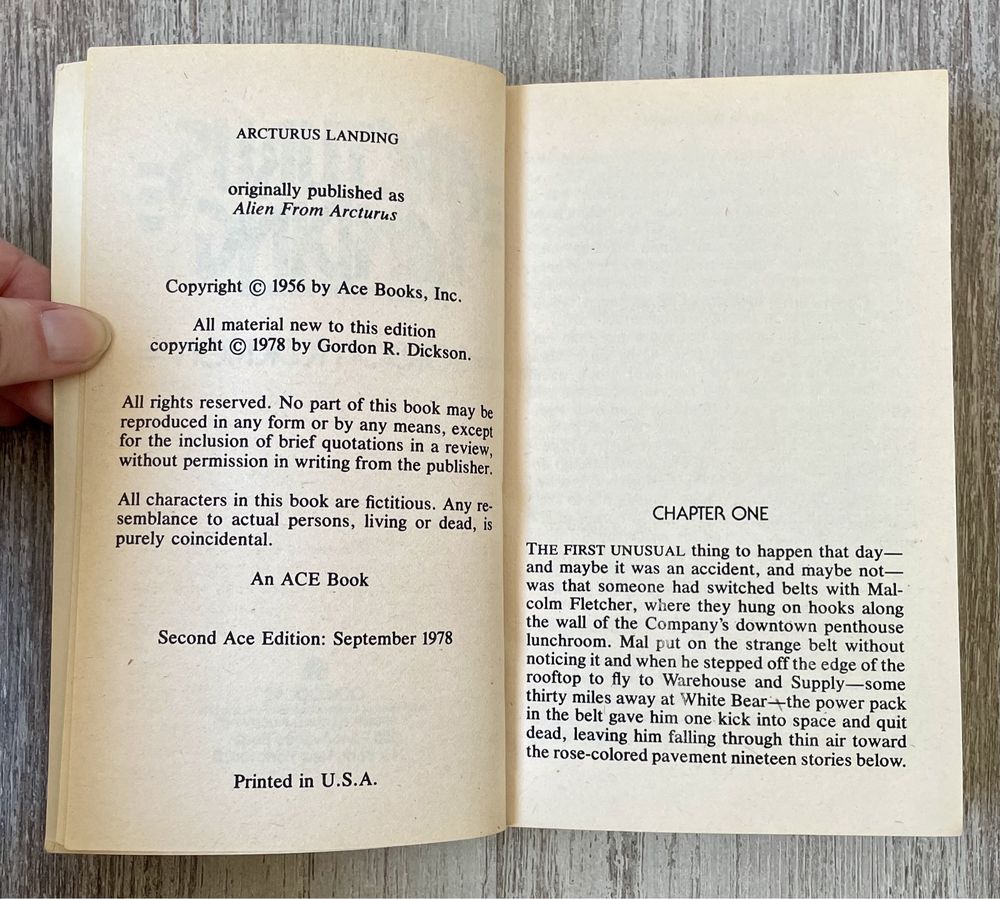 ARCTURUS LANDING
originally published as
Alien From Arcturus
Copyright © 1956 by Ace Books, Inc.
All material new to this edition
copyright © 1978 by Gordon R. Dickson.
All rights reserved. No part of this book may be
reproduced in any form or by any means, except
for the inclusion of brief quotations in a review,
without permission in writing from the publisher.
All characters in this book are fictitious. Any re-
semblance to actual persons, living or dead, is
purely coincidental.
An ACE Book
Second Ace Edition: September 1978
Printed in U.S.A.
CHAPTER ONE
THE FIRST UNUSUAL thing to happen that day—
and maybe it was an accident, and maybe not—
was that someone had switched belts with Mal-
colm Fletcher, where they hung on hooks along
the wall of the Company's downtown penthouse
lunchroom. Mal put on the strange belt without
noticing it and when he stepped off the edge of the
rooftop to fly to Warehouse and Supply—some
thirty miles away at White Bear—the power pack
in the belt gave him one kick into space and quit
dead, leaving him falling through thin air toward
the rose-colored pavement nineteen stories below.